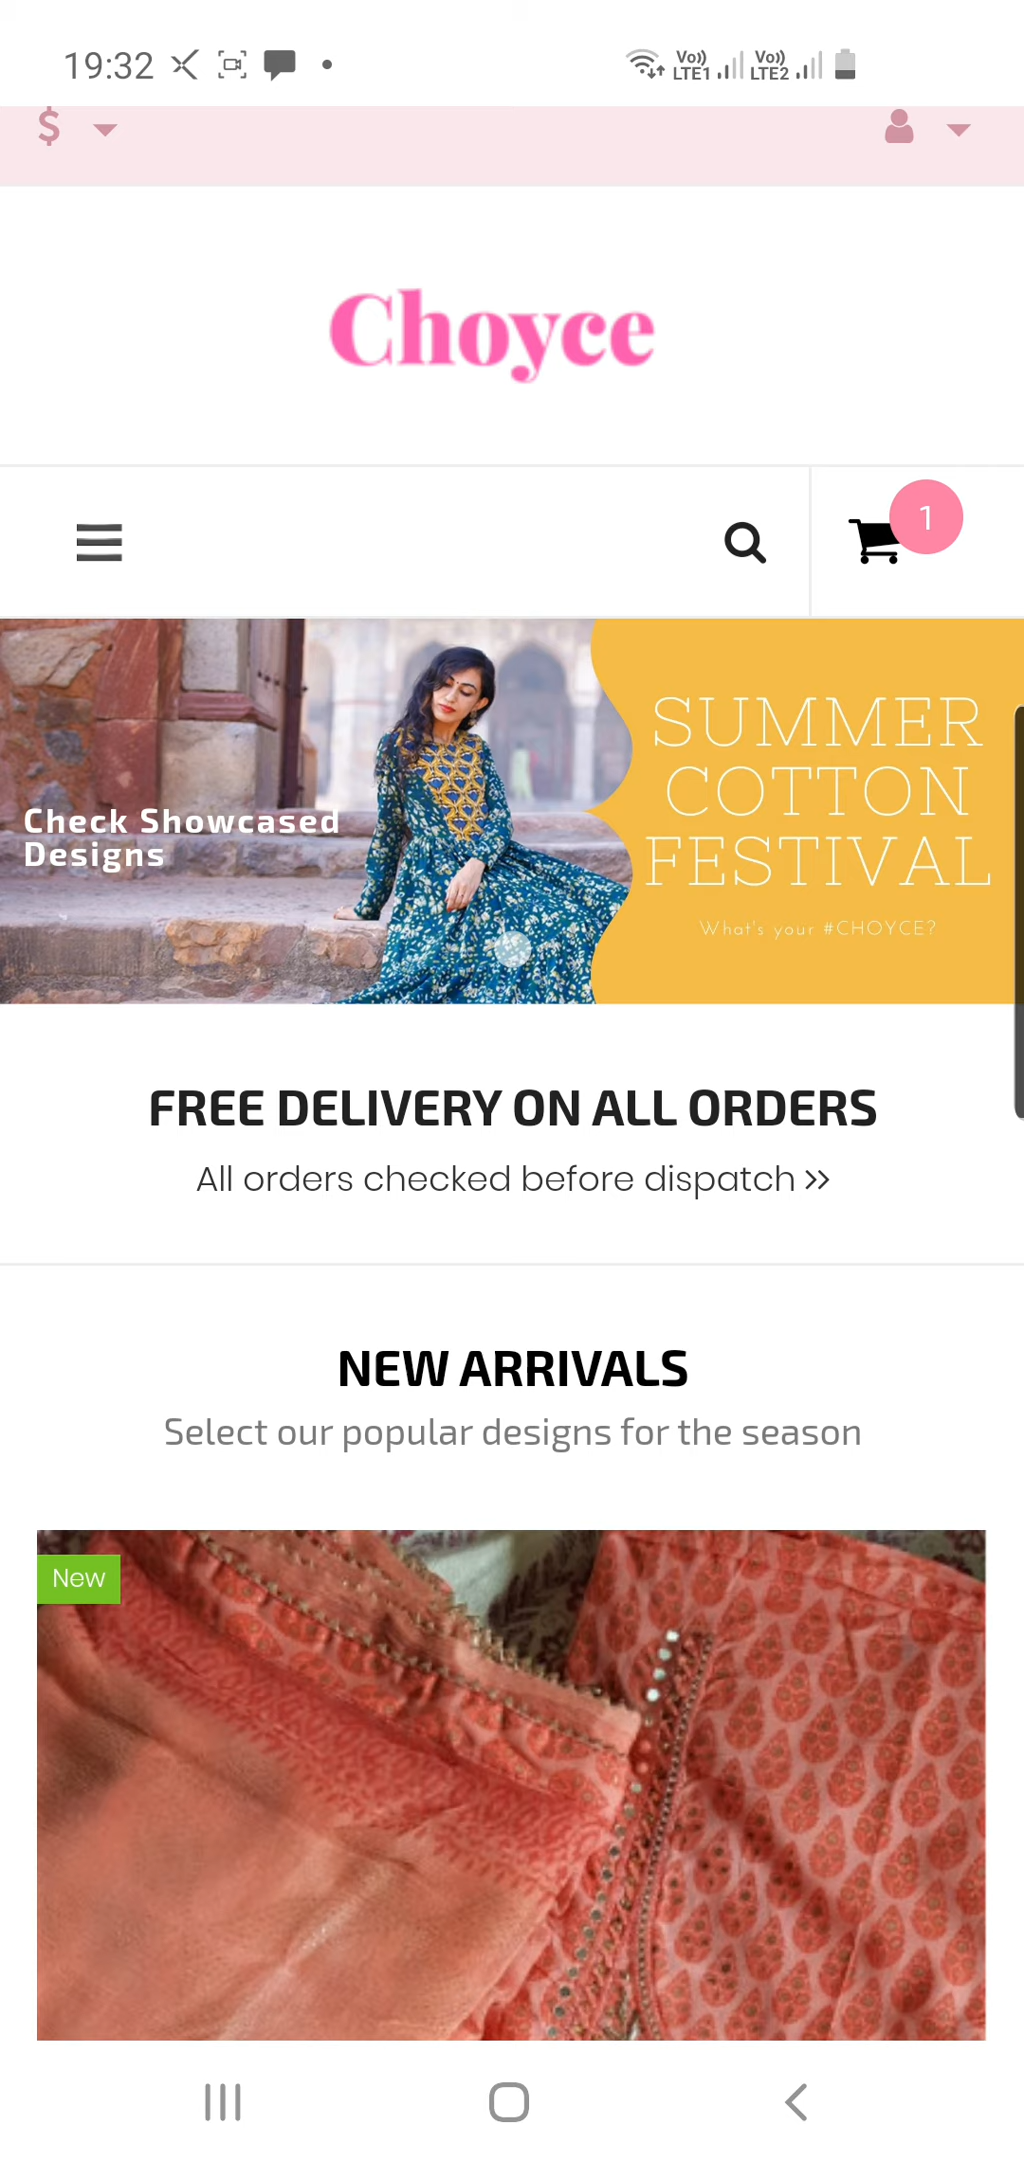 19:32
Vo)) LTE1 Vo)) LTE2
$
Choyce
1
Check Showcased
Designs
SUMMER
COTTON
FESTIVAL
What's your #CHOYCE?
FREE DELIVERY ON ALL ORDERS
All orders checked before dispatch >>
NEW ARRIVALS
Select our popular designs for the season
New